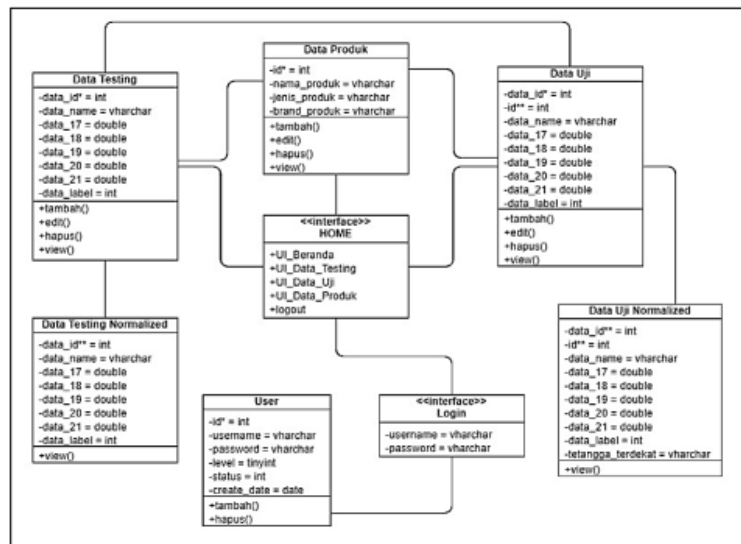 Data Testing
-data_id* = int
-data_name = vharchar
-data_17 = double
-data_18 = double
-data_19 = double
-data_20 = double
-data_21 = double
-data_label = int
+tambah()
+edit()
+hapus()
+view()
Data Produk
-id* = int
-nama_produk = vharchar
-jenis_produk = vharchar
-brand_produk = vharchar
+tambah()
+edit()
+hapus()
+view()
Data Uji
-data_id* = int
-id** = int
-data_name = vharchar
-data_17 = double
-data_18 = double
-data_19 = double
-data_20 = double
-data_21 = double
-data_label = int
+tambah()
+edit()
+hapus()
+view()
<<interface>>
HOME
+UI_Beranda
+UI_Data_Testing
+UI_Data_Uji
+UI_Data_Produk
+logout
Data Testing Normalized
-data_id** = int
-data_name = vharchar
-data_17 = double
-data_18 = double
-data_19 = double
-data_20 = double
-data_21 = double
-data_label = int
+view()
Data Uji Normalized
-data_id** = int
-id** = int
-data_name = vharchar
-data_17 = double
-data_18 = double
-data_19 = double
-data_20 = double
-data_21 = double
-data_label = int
-tetangga_terdekat = vharchar
+view()
User
-id* = int
-username = vharchar
-password = vharchar
-level = tinyint
-status = int
-create_date = date
+tambah()
+hapus()
<<interface>>
Login
-username = vharchar
-password = vharchar